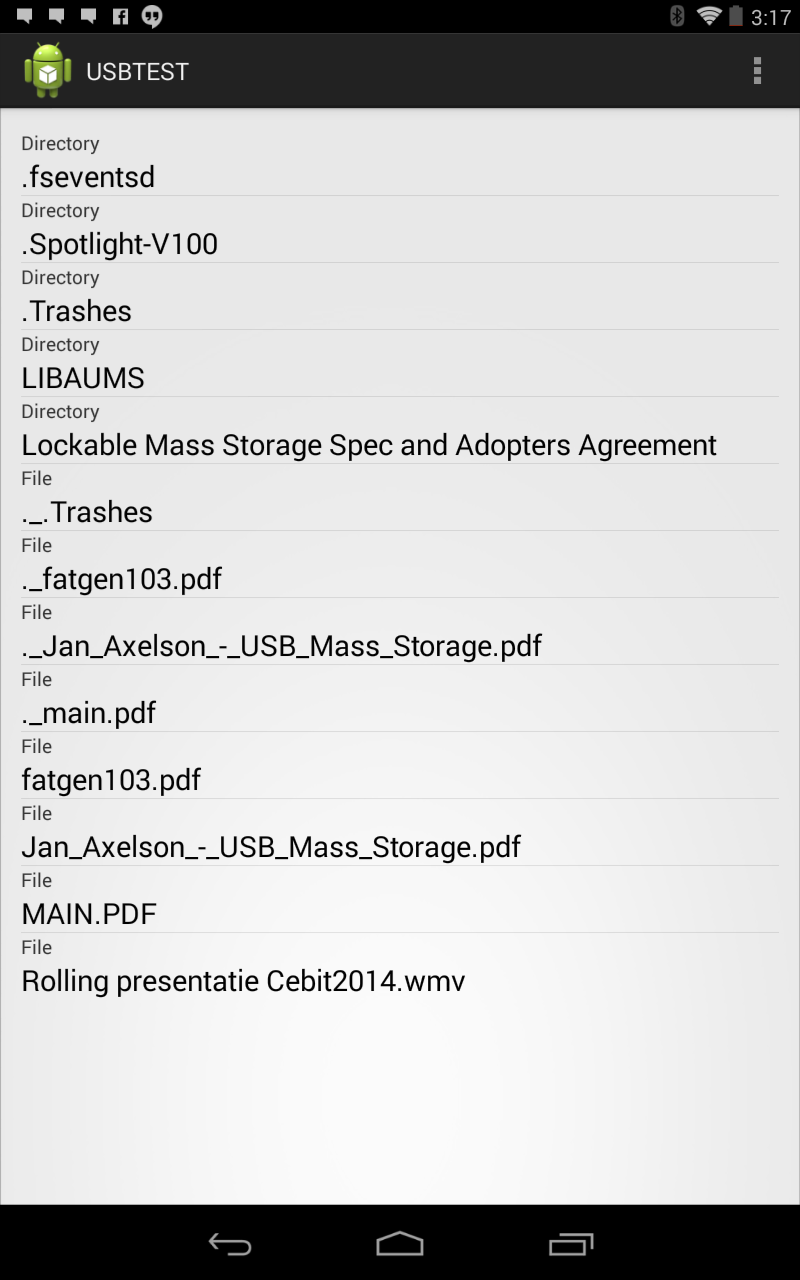 3:17
USBTEST
Directory
.fseventsd
Directory
.Spotlight-V100
Directory
.Trashes
Directory
LIBAUMS
Directory
Lockable Mass Storage Spec and Adopters Agreement
File
._.Trashes
File
._fatgen103.pdf
File
._Jan_Axelson_-_USB_Mass_Storage.pdf
File
._main.pdf
File
fatgen103.pdf
File
Jan_Axelson_-_USB_Mass_Storage.pdf
File
MAIN.PDF
File
Rolling presentatie Cebit2014.wmv